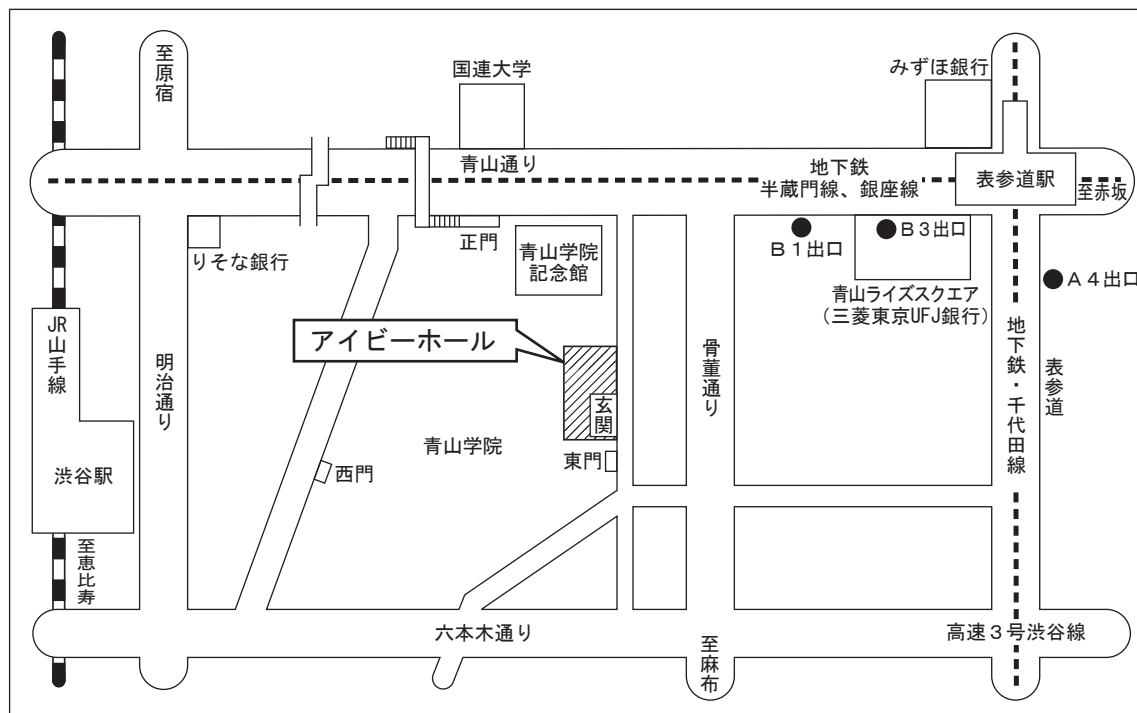 至原宿
国連大学
みずほ銀行
青山通り
地下鉄
半蔵門線、銀座線
表参道駅
至赤坂
りそな銀行
正門
青山学院
記念館
B1出口
B3出口
A4出口
青山ライズスクエア
(三菱東京UFJ銀行)
アイビーホール
JR山手線
明治通り
骨董通り
地下鉄・千代田線
表参道
玄関
青山学院
東門
西門
渋谷駅
至恵比寿
六本木通り
高速3号渋谷線
至麻布